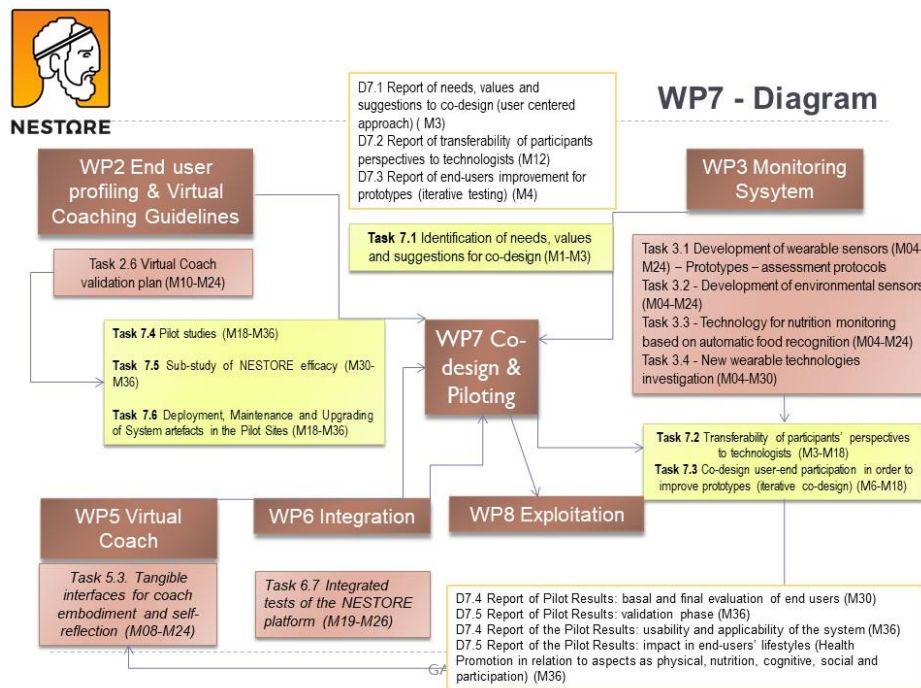 NESTORE
WP7 - Diagram
D7.1 Report of needs, values and
suggestions to co-design (user centered
approach) ( M3)
D7.2 Report of transferability of participants
perspectives to technologists (M12)
D7.3 Report of end-users improvement for
prototypes (iterative testing) (M4)
WP2 End user
profiling & Virtual
Coaching Guidelines
WP3 Monitoring
Sysytem
Task 7.1 Identification of needs, values
and suggestions for co-design (M1-M3)
Task 2.6 Virtual Coach
validation plan (M10-M24)
Task 3.1 Development of wearable sensors (M04-
M24) – Prototypes – assessment protocols
Task 3.2 - Development of environmental sensors
(M04-M24)
Task 3.3 - Technology for nutrition monitoring
based on automatic food recognition (M04-M24)
Task 3.4 - New wearable technologies
investigation (M04-M30)
Task 7.4 Pilot studies (M18-M36)
Task 7.5 Sub-study of NESTORE efficacy (M30-
M36)
Task 7.6 Deployment, Maintenance and Upgrading
of System artefacts in the Pilot Sites (M18-M36)
WP7 Co-
design &
Piloting
Task 7.2 Transferability of participants' perspectives
to technologists (M3-M18)
Task 7.3 Co-design user-end participation in order to
improve prototypes (iterative co-design) (M6-M18)
WP5 Virtual
Coach
WP6 Integration
WP8 Exploitation
Task 5.3. Tangible
interfaces for coach
embodiment and self-
reflection (M08-M24)
Task 6.7 Integrated
tests of the NESTORE
platform (M19-M26)
D7.4 Report of Pilot Results: basal and final evaluation of end users (M30)
D7.5 Report of Pilot Results: validation phase (M36)
D7.4 Report of the Pilot Results: usability and applicability of the system (M36)
D7.5 Report of the Pilot Results: impact in end-users' lifestyles (Health
Promotion in relation to aspects as physical, nutrition, cognitive, social and
participation) (M36)